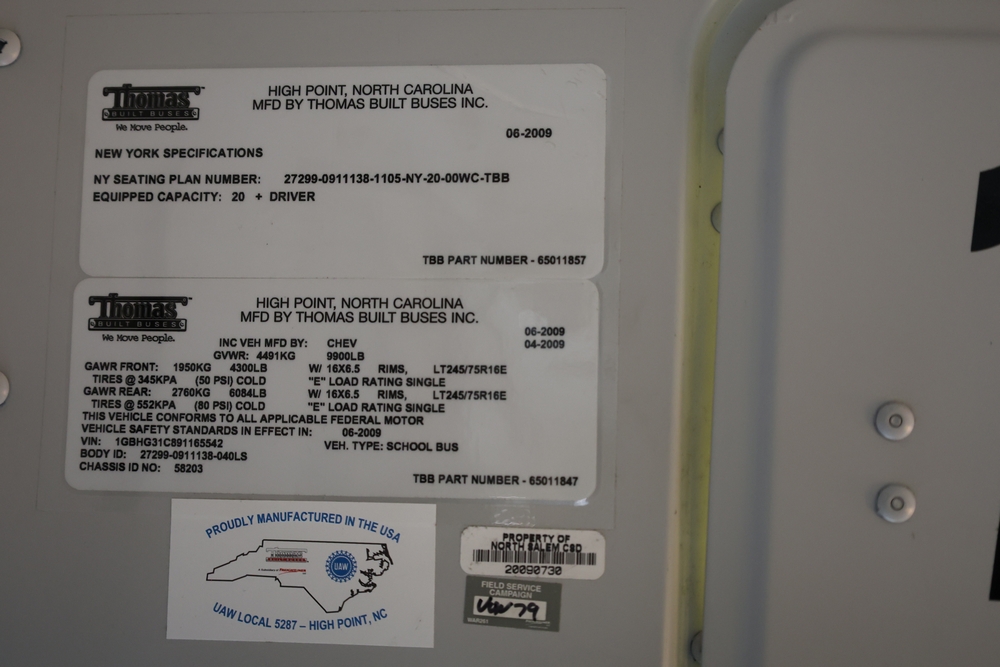 Thomas™
BUILT BUSES
We Move People.
HIGH POINT, NORTH CAROLINA
MFD BY THOMAS BUILT BUSES INC.
06-2009
NEW YORK SPECIFICATIONS
NY SEATING PLAN NUMBER: 27299-0911138-1105-NY-20-00WC-TBB
EQUIPPED CAPACITY: 20 + DRIVER
TBB PART NUMBER - 65011857
Thomas™
BUILT BUSES
We Move People.
HIGH POINT, NORTH CAROLINA
MFD BY THOMAS BUILT BUSES INC.
06-2009
INC VEH MFD BY: CHEV 04-2009
GVWR: 4491KG 9900LB
GAWR FRONT: 1950KG 4300LB W/ 16X6.5 RIMS, LT245/75R16E
TIRES @ 345KPA (50 PSI) COLD "E" LOAD RATING SINGLE
GAWR REAR: 2760KG 6084LB W/ 16X6.5 RIMS, LT245/75R16E
TIRES @ 552KPA (80 PSI) COLD "E" LOAD RATING SINGLE
THIS VEHICLE CONFORMS TO ALL APPLICABLE FEDERAL MOTOR
VEHICLE SAFETY STANDARDS IN EFFECT IN: 06-2009
VIN: 1GBHG31C891165542 VEH. TYPE: SCHOOL BUS
BODY ID: 27299-0911138-040LS
CHASSIS ID NO: 58203
TBB PART NUMBER - 65011847
PROUDLY MANUFACTURED IN THE USA
UAW
UAW LOCAL 5287 – HIGH POINT, NC
PROPERTY OF
NORTH SALEM CSD
20090730
FIELD SERVICE
CAMPAIGN